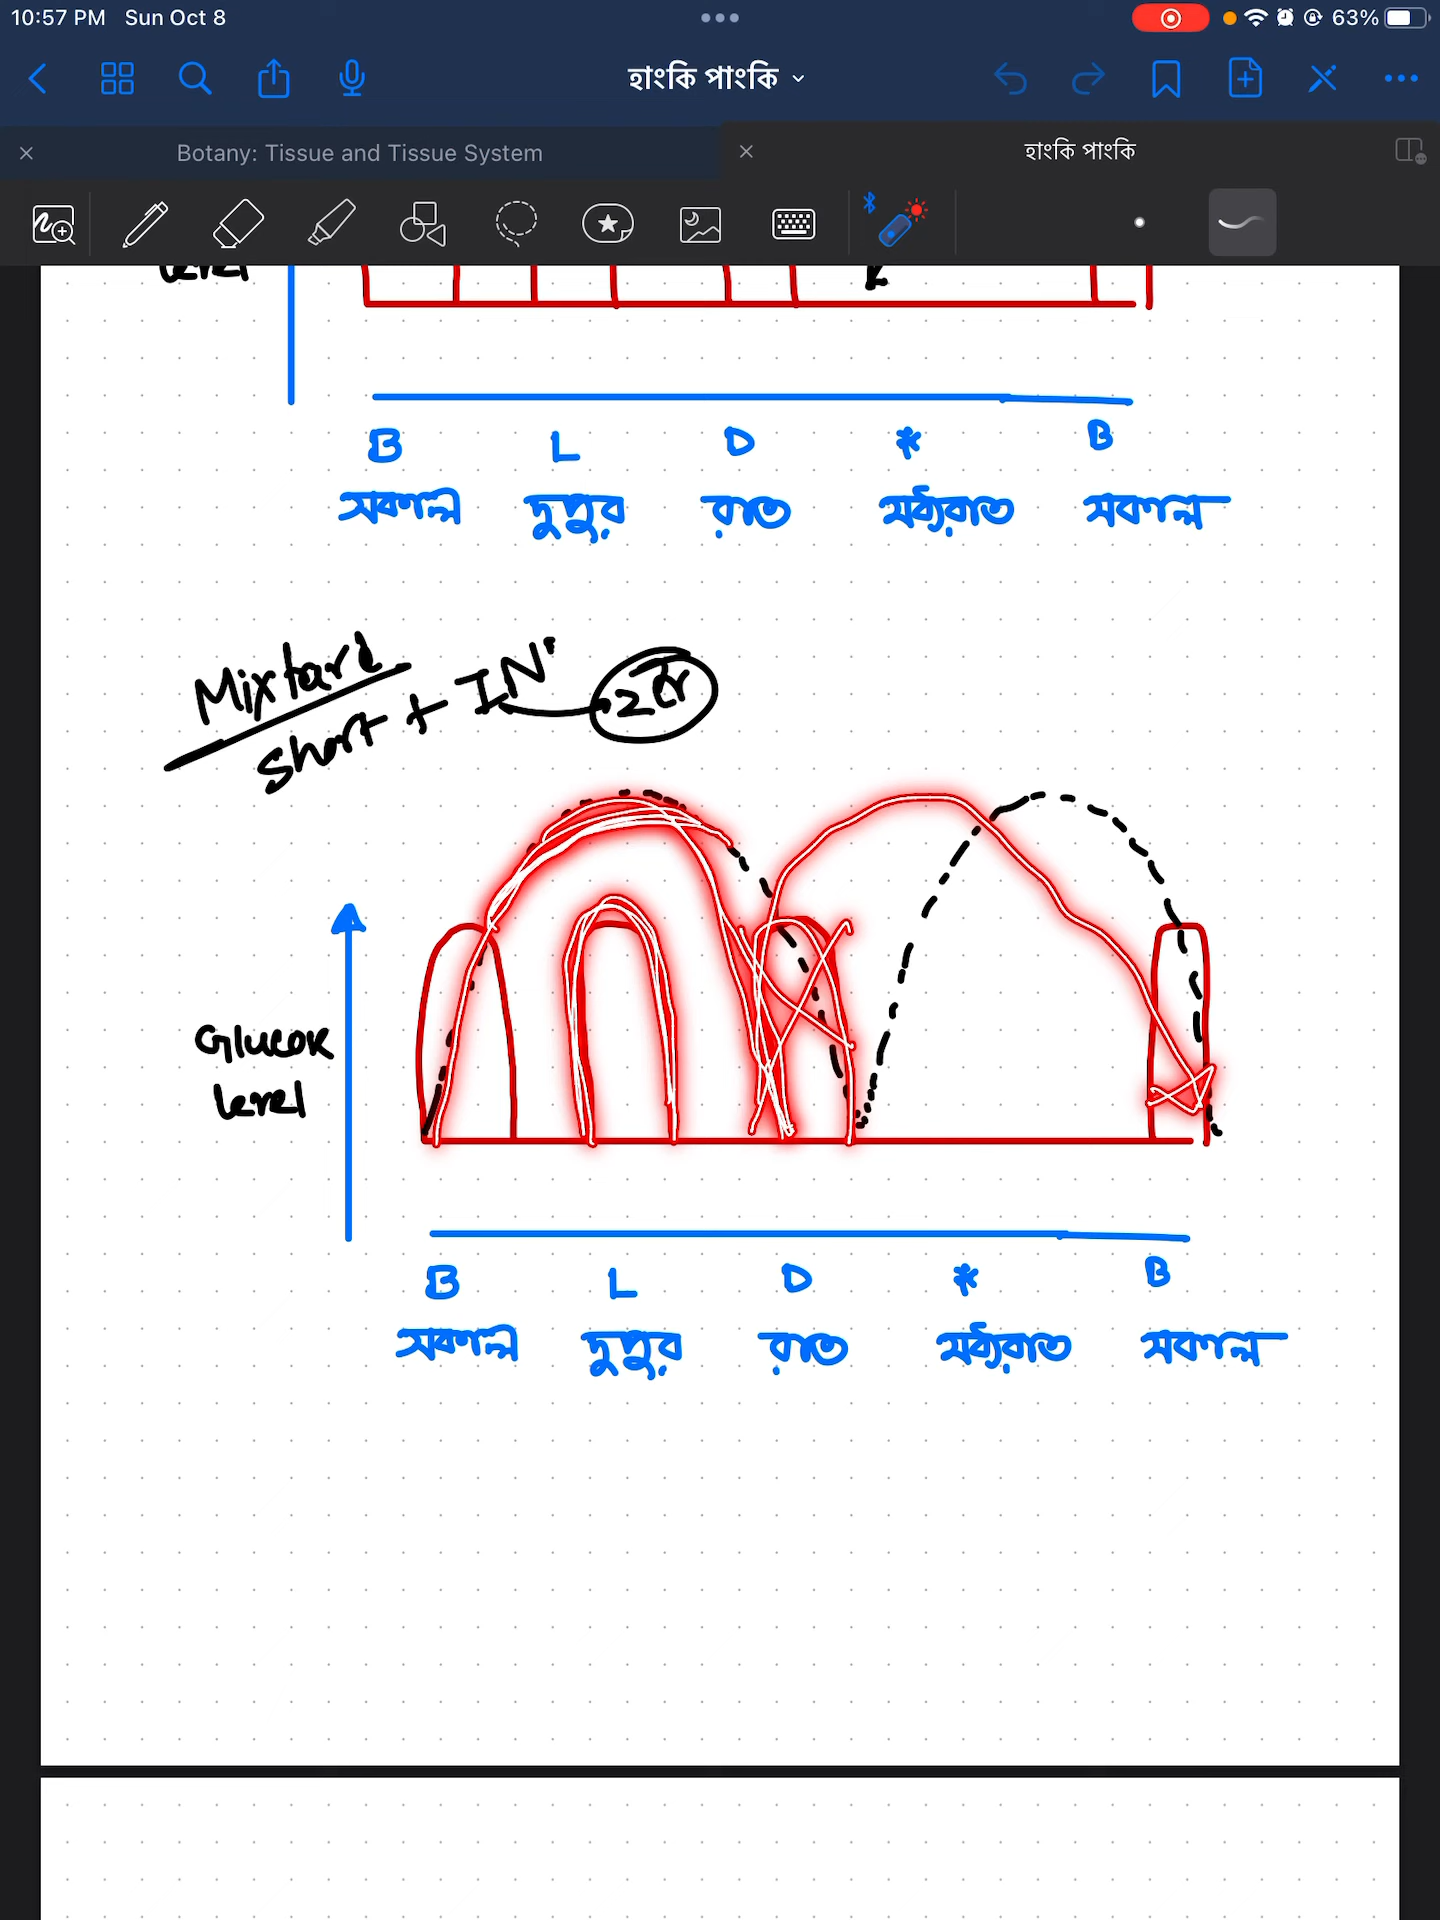 10:57 PM Sun Oct 8
63%
হাংকি পাংকি
Botany: Tissue and Tissue System
হাংকি পাংকি
Level
B L D * B
সকাল দুপুর রাত মধ্যরাত সকাল
Mixtard
Short + IN
Glucose
level
B L D * B
সকাল দুপুর রাত মধ্যরাত সকাল